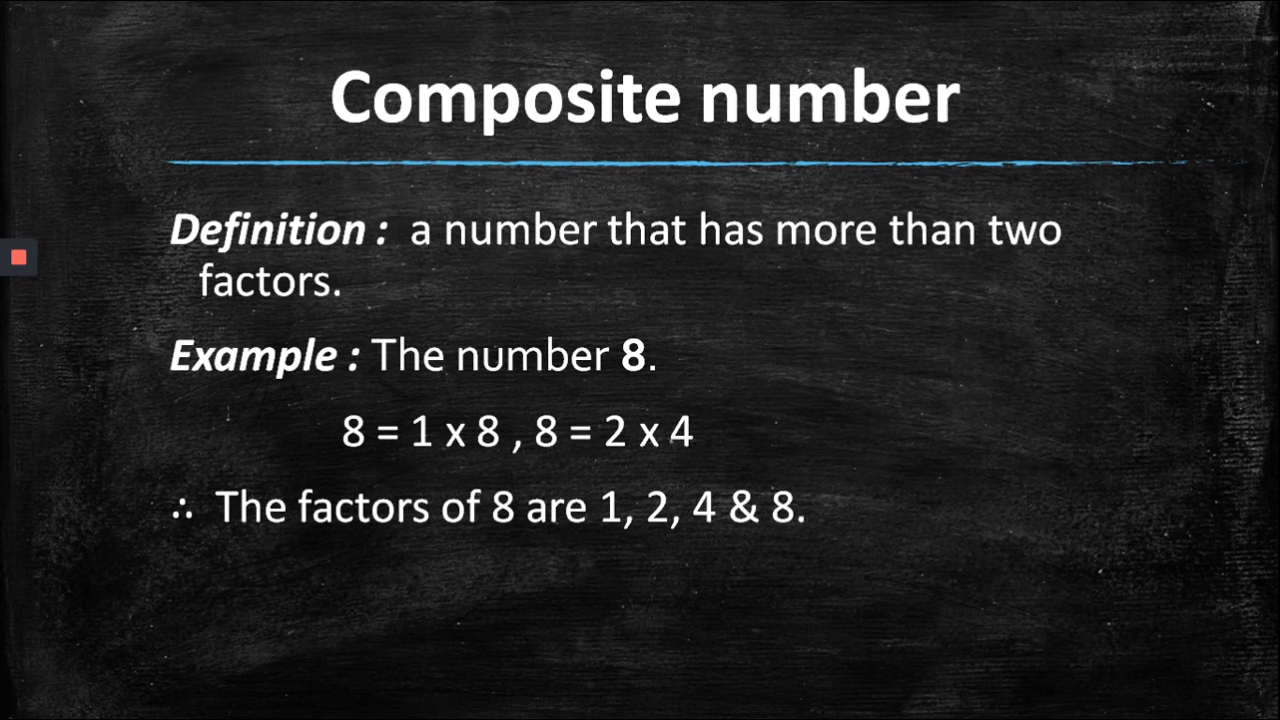 Composite number
Definition :  a number that has more than two
factors.
Example : The number 8.
8 = 1 x 8 , 8 = 2 x 4
∴ The factors of 8 are 1, 2, 4 & 8.